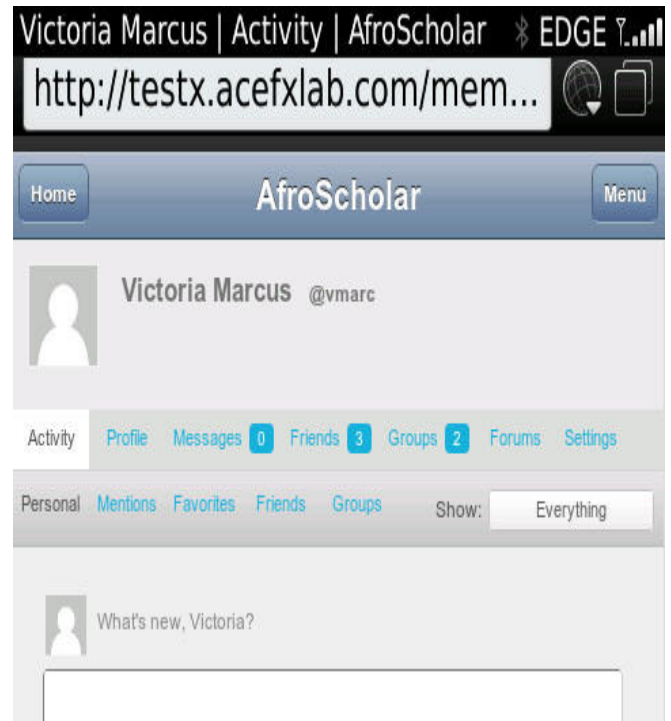 Victoria Marcus | Activity | AfroScholar EDGE
http://testx.acefxlab.com/mem...
Home AfroScholar Menu
Victoria Marcus @vmarc
Activity Profile Messages 0 Friends 3 Groups 2 Forums Settings
Personal Mentions Favorites Friends Groups Show: Everything
What's new, Victoria?